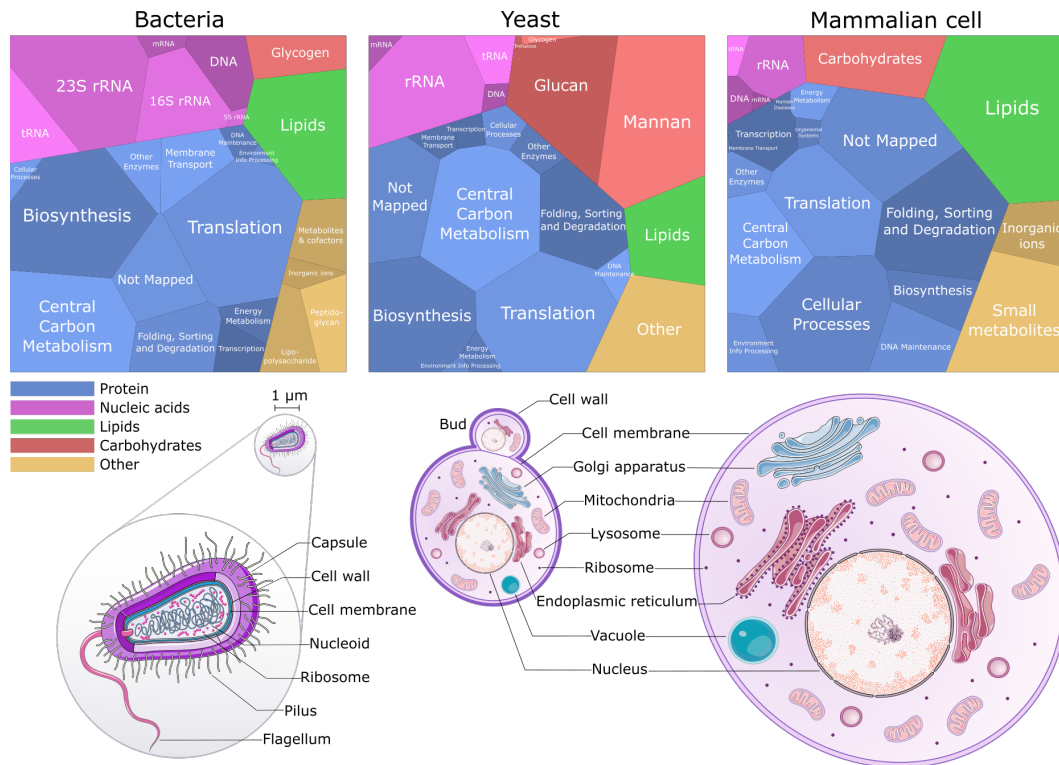 Bacteria
Yeast
Mammalian cell
mRNA
DNA
Glycogen
23S rRNA
16S rRNA
5S rRNA
tRNA
Lipids
DNA
Maintenance
Environment
Info Processing
Other
Enzymes
Membrane
Transport
Cellular
Processes
Biosynthesis
Translation
Metabolites
& cofactors
Not Mapped
Inorganic ions
Central
Carbon
Metabolism
Energy
Metabolism
Peptido-
glycan
Folding, Sorting
and Degradation
Transcription
Lipo-
polysaccharide
Glycogen
Trehalose
mRNA
tRNA
rRNA
Glucan
DNA
Mannan
Transcription
Membrane
Transport
Cellular
Processes
Other
Enzymes
Not
Mapped
Central
Carbon
Metabolism
Folding, Sorting
and Degradation
Lipids
DNA
Maintenance
Biosynthesis
Translation
Other
Energy
Metabolism
Environment Info Processing
tRNA
rRNA
Carbohydrates
Lipids
DNA
mRNA
Human
Diseases
Energy
Metabolism
Transcription
Organismal
Systems
Not Mapped
Membrane Transport
Other
Enzymes
Translation
Folding, Sorting
and Degradation
Central
Carbon
Metabolism
Inorganic
ions
Biosynthesis
Cellular
Processes
Small
metabolites
Environment
Info Processing
DNA Maintenance
Protein
Nucleic acids
Lipids
Carbohydrates
Other
1 μm
Capsule
Cell wall
Cell membrane
Nucleoid
Ribosome
Pilus
Flagellum
Bud
Cell wall
Cell membrane
Golgi apparatus
Mitochondria
Lysosome
Ribosome
Endoplasmic reticulum
Vacuole
Nucleus